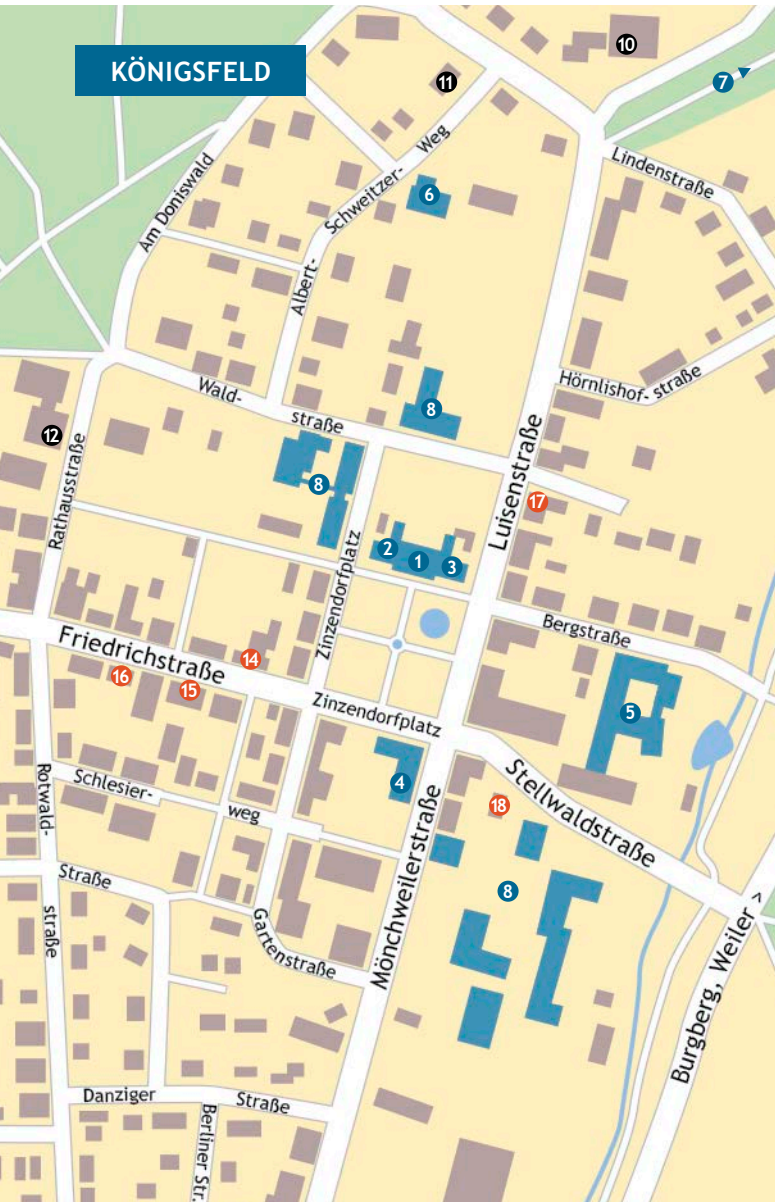 KÖNIGSFELD
10
11
7
Weg
Lindenstraße
Am Doniswald
Schweitzer-
6
Albert-
Hörnlishof- straße
Wald-
straße
8
12
8
Rathausstraße
Luisenstraße
17
2
1
3
Zinzendorfplatz
Bergstraße
Friedrichstraße
14
16
15
Zinzendorfplatz
5
4
Schlesier-
weg
Rotwald-
straße
Stellwaldstraße
18
Mönchweilerstraße
Straße
8
Gartenstraße
Burgberg, Weiler >
Danziger
Straße
Berliner Str.